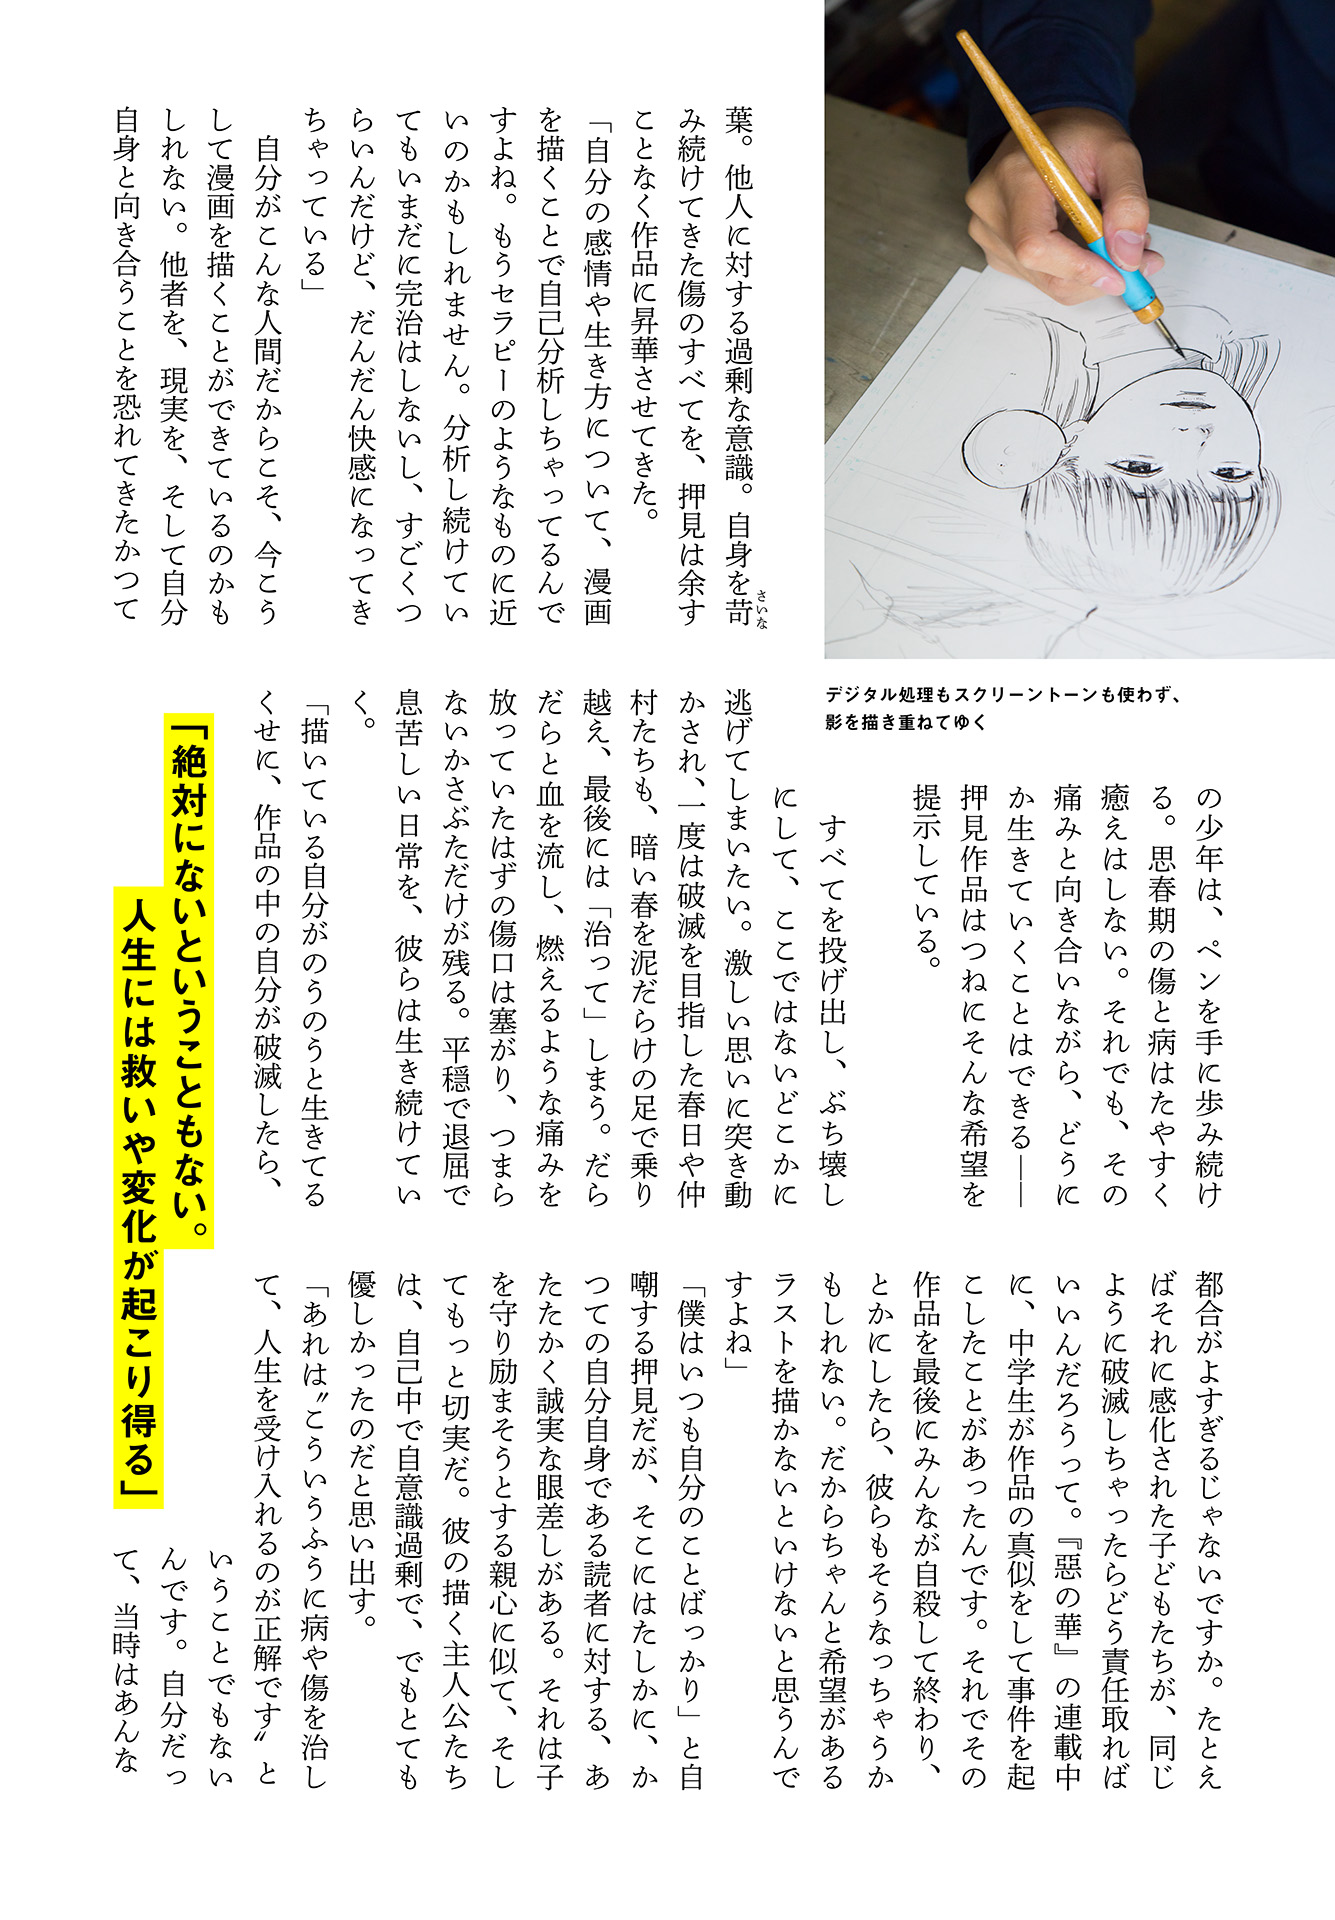 葉。他人に対する過剰な意識。自身を苛
さいな
み続けてきた傷のすべてを、押見は余す
ことなく作品に昇華させてきた。
「自分の感情や生き方について、漫画
を描くことで自己分析しちゃってるんで
すよね。もうセラピーのようなものに近
いのかもしれません。分析し続けてい
てもいまだに完治はしないし、すごくつ
らいんだけど、だんだん快感になってき
ちゃっている」
自分がこんな人間だからこそ、今こう
して漫画を描くことができているのかも
しれない。他者を、現実を、そして自分
自身と向き合うことを恐れてきたかつて
デジタル処理もスクリーントーンも使わず、
影を描き重ねてゆく
の少年は、ペンを手に歩み続け
る。思春期の傷と病はたやすく
癒えはしない。それでも、その
痛みと向き合いながら、どうに
か生きていくことはできる――
押見作品はつねにそんな希望を
提示している。
すべてを投げ出し、ぶち壊し
にして、ここではないどこかに
逃げてしまいたい。激しい思いに突き動
かされ、一度は破滅を目指した春日や仲
村たちも、暗い春を泥だらけの足で乗り
越え、最後には「治って」しまう。だら
だらと血を流し、燃えるような痛みを
放っていたはずの傷口は塞がり、つまら
ないかさぶただけが残る。平穏で退屈で
息苦しい日常を、彼らは生き続けてい
く。
「描いている自分がのうのうと生きてる
くせに、作品の中の自分が破滅したら、
「絶対にないということもない。
人生には救いや変化が起こり得る」
都合がよすぎるじゃないですか。たとえ
ばそれに感化された子どもたちが、同じ
ように破滅しちゃったらどう責任取れば
いいんだろうって。『惡の華』の連載中
に、中学生が作品の真似をして事件を起
こしたことがあったんです。それでその
作品を最後にみんなが自殺して終わり、
とかにしたら、彼らもそうなっちゃうか
もしれない。だからちゃんと希望がある
ラストを描かないといけないと思うんで
すよね」
「僕はいつも自分のことばっかり」と自
嘲する押見だが、そこにはたしかに、か
つての自分自身である読者に対する、あ
たたかく誠実な眼差しがある。それは子
を守り励まそうとする親心に似て、そし
てもっと切実だ。彼の描く主人公たち
は、自己中で自意識過剰で、でもとても
優しかったのだと思い出す。
「あれは〝こういうふうに病や傷を治し
て、人生を受け入れるのが正解です〟と
いうことでもない
んです。自分だっ
て、当時はあんな